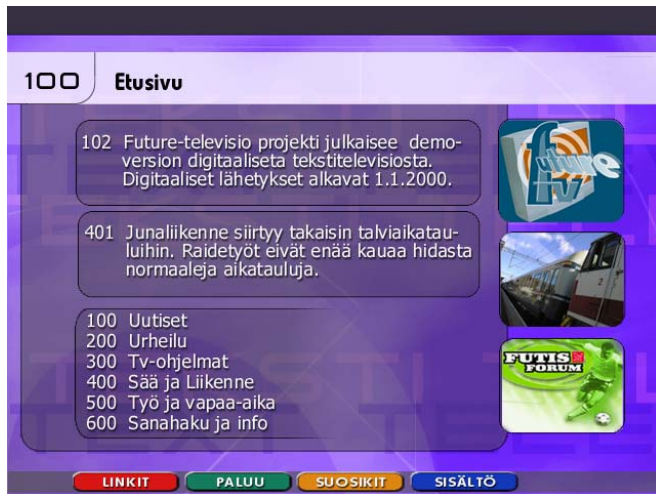 100 Etusivu
102 Future-televisio projekti julkaisee demo-
version digitaaliseta tekstitelevisiosta.
Digitaaliset lähetykset alkavat 1.1.2000.
future
tv
401 Junaliikenne siirtyy takaisin talviaikatau-
luihin. Raidetyöt eivät enää kauaa hidasta
normaaleja aikatauluja.
100 Uutiset
200 Urheilu
300 Tv-ohjelmat
400 Sää ja Liikenne
500 Työ ja vapaa-aika
600 Sanahaku ja info
FUTIS
FORUM
LINKIT PALUU SUOSIKIT SISÄLTÖ